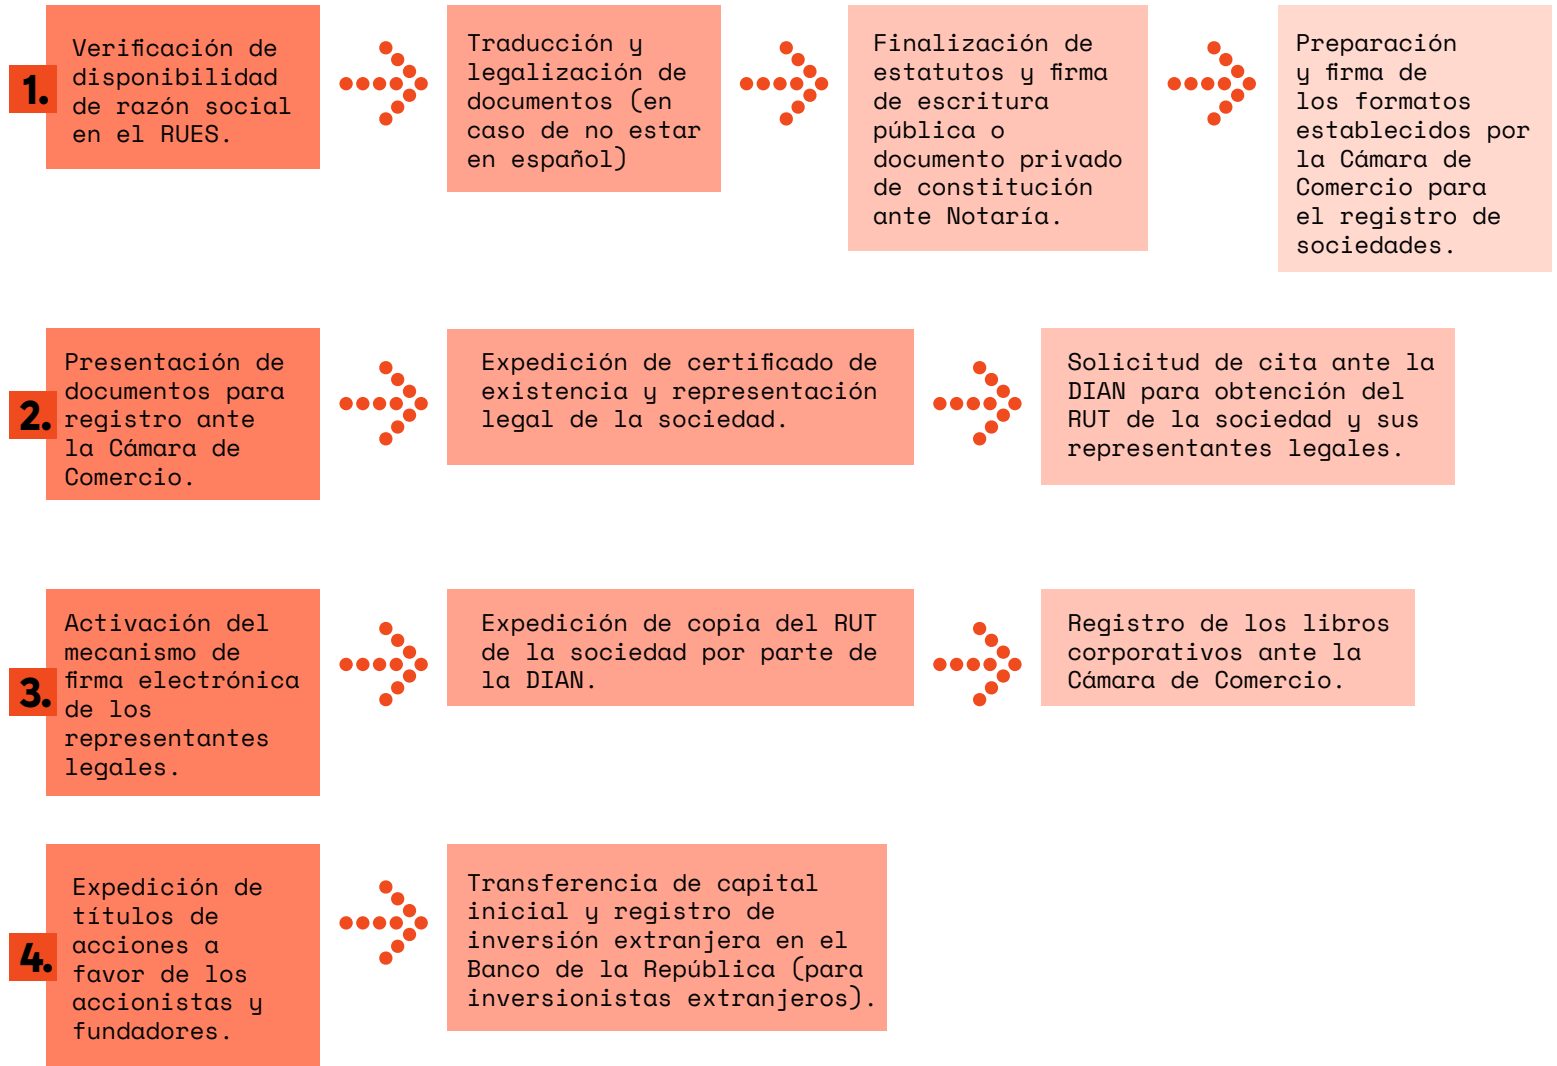 1.
Verificación de
disponibilidad
de razón social
en el RUES.
Traducción y
legalización de
documentos (en
caso de no estar
en español)
Finalización de
estatutos y firma
de escritura
pública o
documento privado
de constitución
ante Notaría.
Preparación
y firma de
los formatos
establecidos por
la Cámara de
Comercio para
el registro de
sociedades.
2.
Presentación de
documentos para
registro ante
la Cámara de
Comercio.
Expedición de certificado de
existencia y representación
legal de la sociedad.
Solicitud de cita ante la
DIAN para obtención del
RUT de la sociedad y sus
representantes legales.
3.
Activación del
mecanismo de
firma electrónica
de los
representantes
legales.
Expedición de copia del RUT
de la sociedad por parte de
la DIAN.
Registro de los libros
corporativos ante la
Cámara de Comercio.
4.
Expedición de
títulos de
acciones a
favor de los
accionistas y
fundadores.
Transferencia de capital
inicial y registro de
inversión extranjera en el
Banco de la República (para
inversionistas extranjeros).